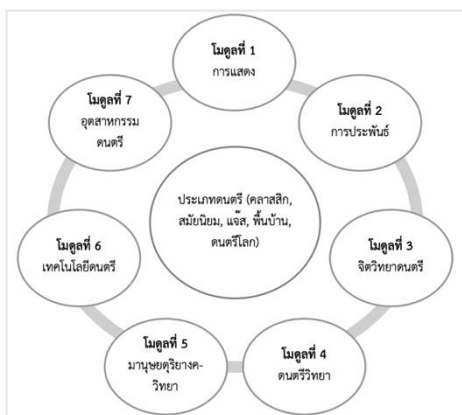 โมดูลที่ 1
การแสดง
โมดูลที่ 2
การประพันธ์
โมดูลที่ 3
จิตวิทยาดนตรี
โมดูลที่ 4
ดนตรีวิทยา
โมดูลที่ 5
มานุษยดุริยางค-
วิทยา
โมดูลที่ 6
เทคโนโลยีดนตรี
โมดูลที่ 7
อุตสาหกรรม
ดนตรี
ประเภทดนตรี (คลาสสิก,
สมัยนิยม, แจ๊ส, พื้นบ้าน,
ดนตรีโลก)